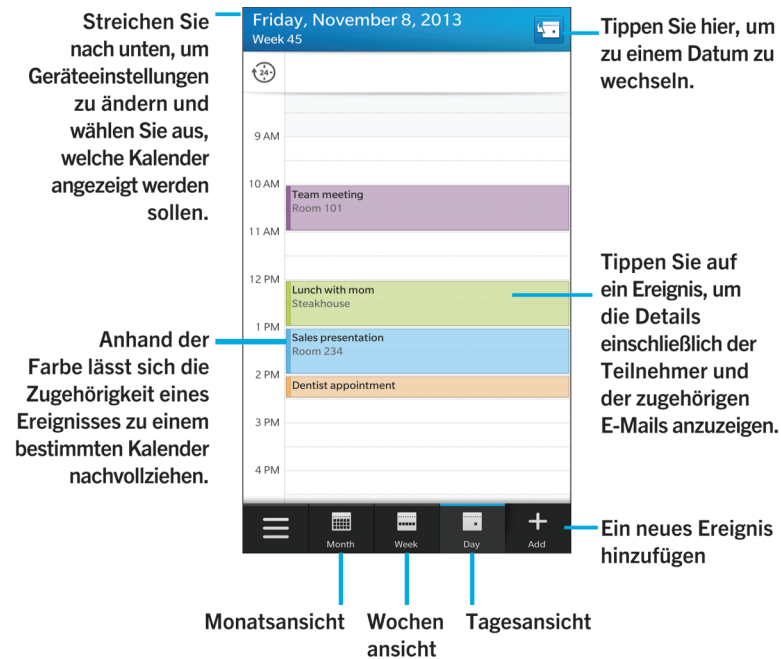 Streichen Sie
nach unten, um
Geräteeinstellungen
zu ändern und
wählen Sie aus,
welche Kalender
angezeigt werden
sollen.
Anhand der
Farbe lässt sich die
Zugehörigkeit eines
Ereignisses zu einem
bestimmten Kalender
nachvollziehen.
Friday, November 8, 2013
Week 45
24
9 AM
10 AM
Team meeting
Room 101
11 AM
12 PM
Lunch with mom
Steakhouse
1 PM
Sales presentation
Room 234
2 PM
Dentist appointment
3 PM
4 PM
Month
Week
Day
Add
Tippen Sie hier, um
zu einem Datum zu
wechseln.
Tippen Sie auf
ein Ereignis, um
die Details
einschließlich der
Teilnehmer und
der zugehörigen
E-Mails anzuzeigen.
Ein neues Ereignis
hinzufügen
Monatsansicht
Wochen
ansicht
Tagesansicht